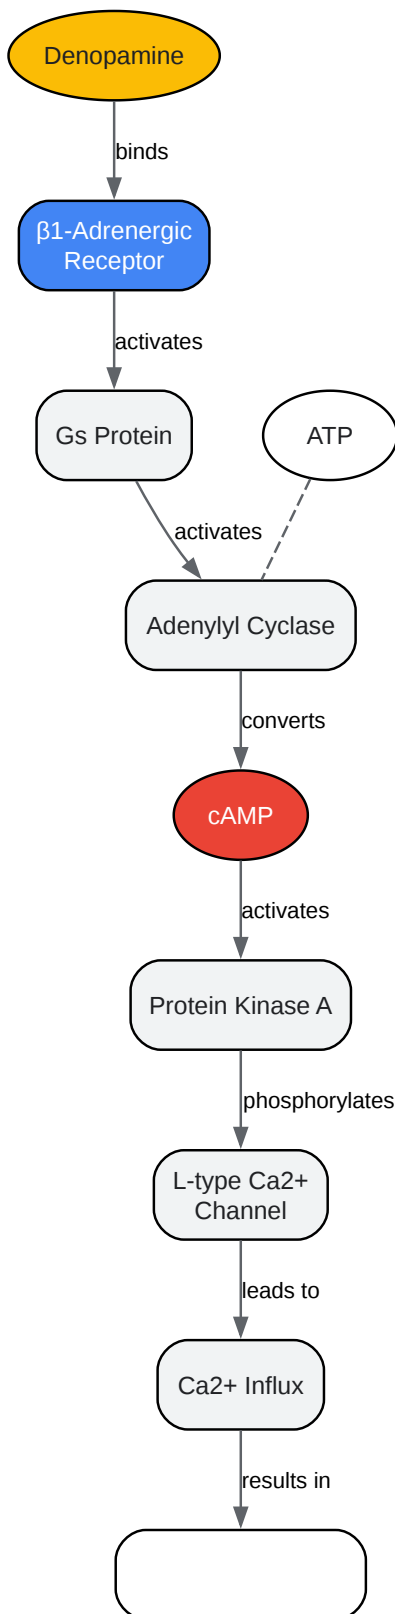 Denopamine
binds
β1-Adrenergic
Receptor
activates
Gs Protein
ATP
activates
Adenylyl Cyclase
converts
cAMP
activates
Protein Kinase A
phosphorylates
L-type Ca2+
Channel
leads to
Ca2+ Influx
results in